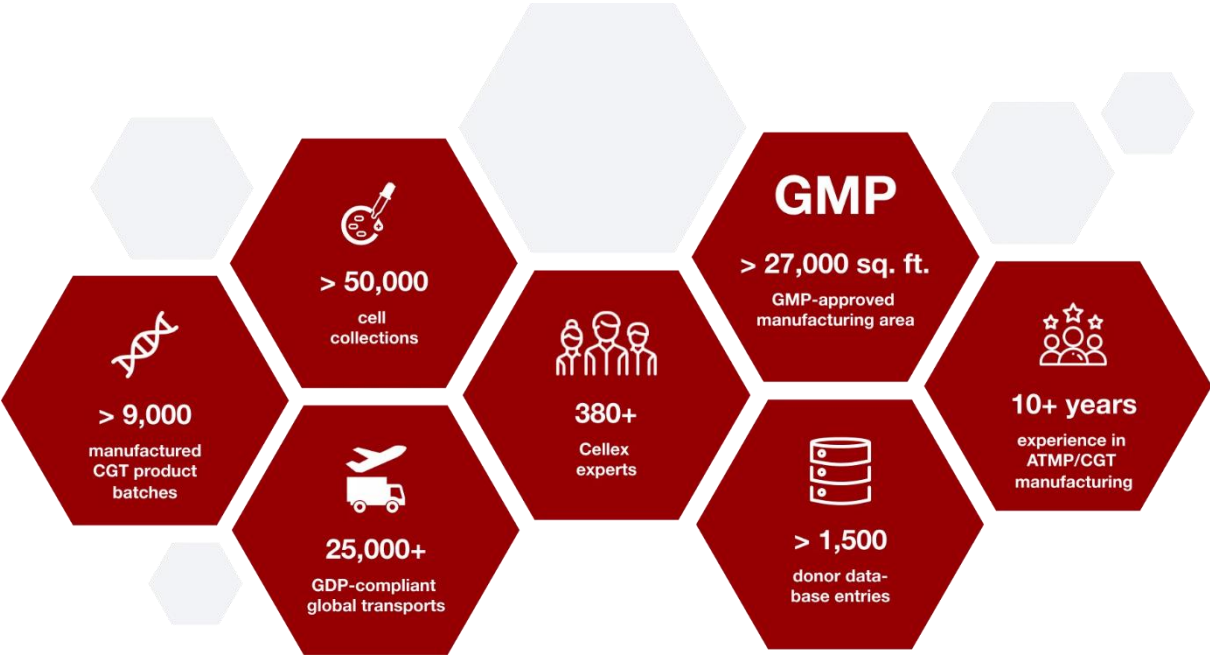 > 9,000
manufactured
CGT product
batches
> 50,000
cell
collections
25,000+
GDP-compliant
global transports
380+
Cellex
experts
GMP
> 27,000 sq. ft.
GMP-approved
manufacturing area
> 1,500
donor data-
base entries
10+ years
experience in
ATMP/CGT
manufacturing